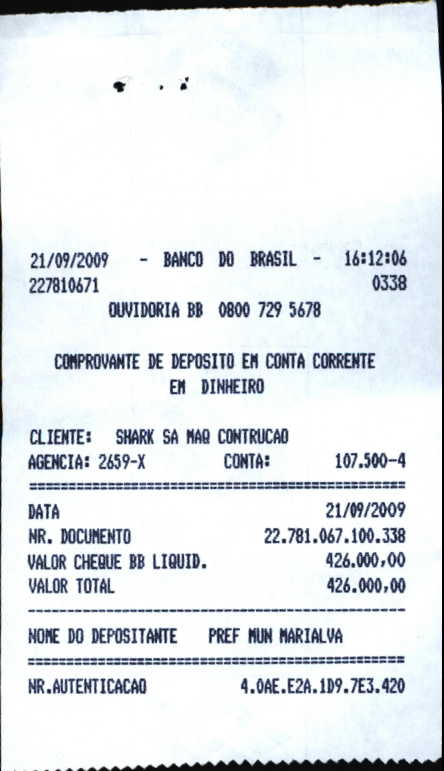 21/09/2009 - BANCO DO BRASIL - 16:12:06
227810671 0338
OUVIDORIA BB 0800 729 5678
COMPROVANTE DE DEPOSITO EM CONTA CORRENTE
EM DINHEIRO
CLIENTE: SHARK SA MAQ CONTRUCAO
AGENCIA: 2659-X CONTA: 107.500-4
================================================
DATA 21/09/2009
NR. DOCUMENTO 22.781.067.100.338
VALOR CHEQUE BB LIQUID. 426.000,00
VALOR TOTAL 426.000,00
------------------------------------------------
NOME DO DEPOSITANTE PREF MUN MARIALVA
================================================
NR.AUTENTICACAO 4.0AE.E2A.1D9.7E3.420